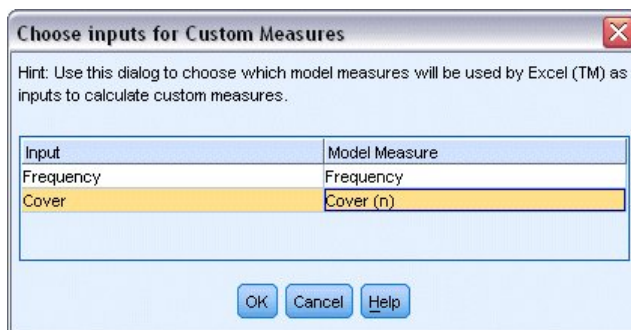 Choose inputs for Custom Measures
Hint: Use this dialog to choose which model measures will be used by Excel (TM) as
inputs to calculate custom measures.
Input Model Measure
Frequency Frequency
Cover Cover (n)
OK Cancel Help